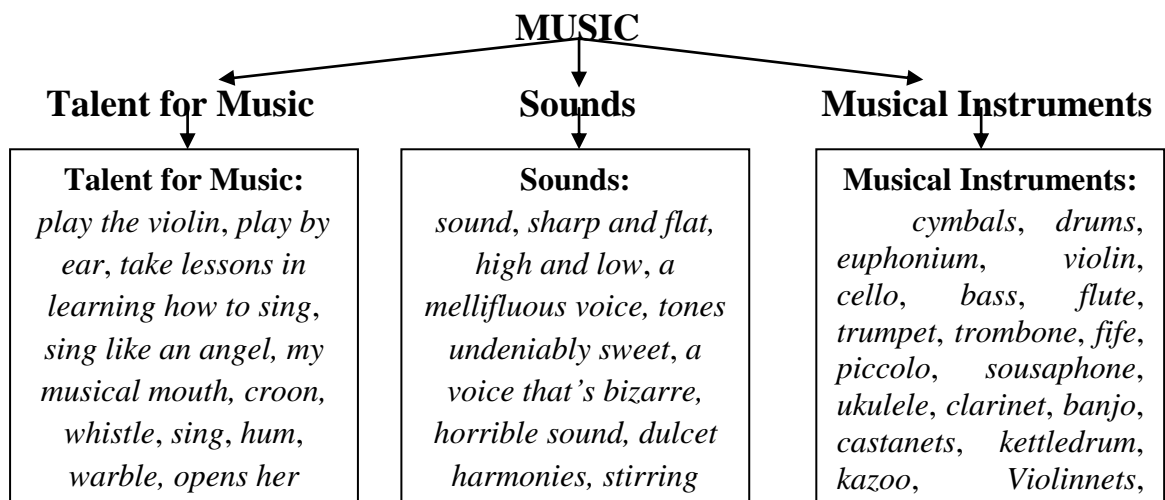 MUSIC
Talent for Music
Sounds
Musical Instruments
Talent for Music:
play the violin, play by
ear, take lessons in
learning how to sing,
sing like an angel, my
musical mouth, croon,
whistle, sing, hum,
warble, opens her
Sounds:
sound, sharp and flat,
high and low, a
mellifluous voice, tones
undeniably sweet, a
voice that’s bizarre,
horrible sound, dulcet
harmonies, stirring
Musical Instruments:
cymbals, drums,
euphonium, violin,
cello, bass, flute,
trumpet, trombone, fife,
piccolo, sousaphone,
ukulele, clarinet, banjo,
castanets, kettledrum,
kazoo, Violinnets,